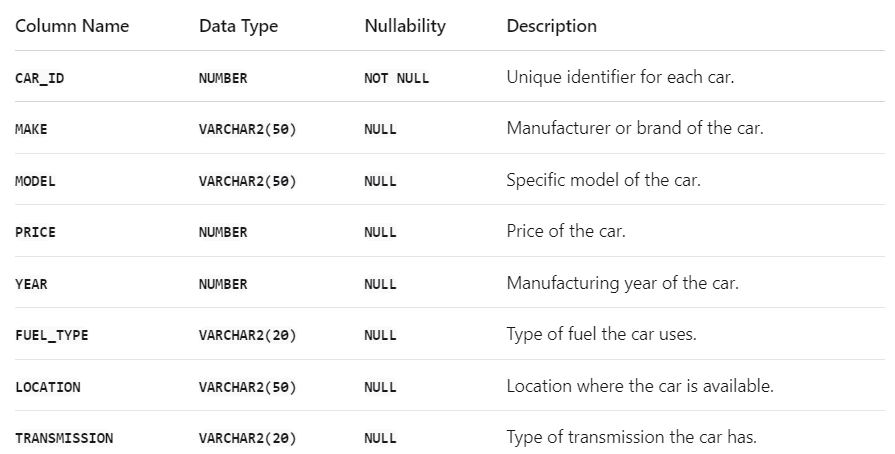 Column Name Data Type Nullability Description
CAR_ID NUMBER NOT NULL Unique identifier for each car.
MAKE VARCHAR2(50) NULL Manufacturer or brand of the car.
MODEL VARCHAR2(50) NULL Specific model of the car.
PRICE NUMBER NULL Price of the car.
YEAR NUMBER NULL Manufacturing year of the car.
FUEL_TYPE VARCHAR2(20) NULL Type of fuel the car uses.
LOCATION VARCHAR2(50) NULL Location where the car is available.
TRANSMISSION VARCHAR2(20) NULL Type of transmission the car has.